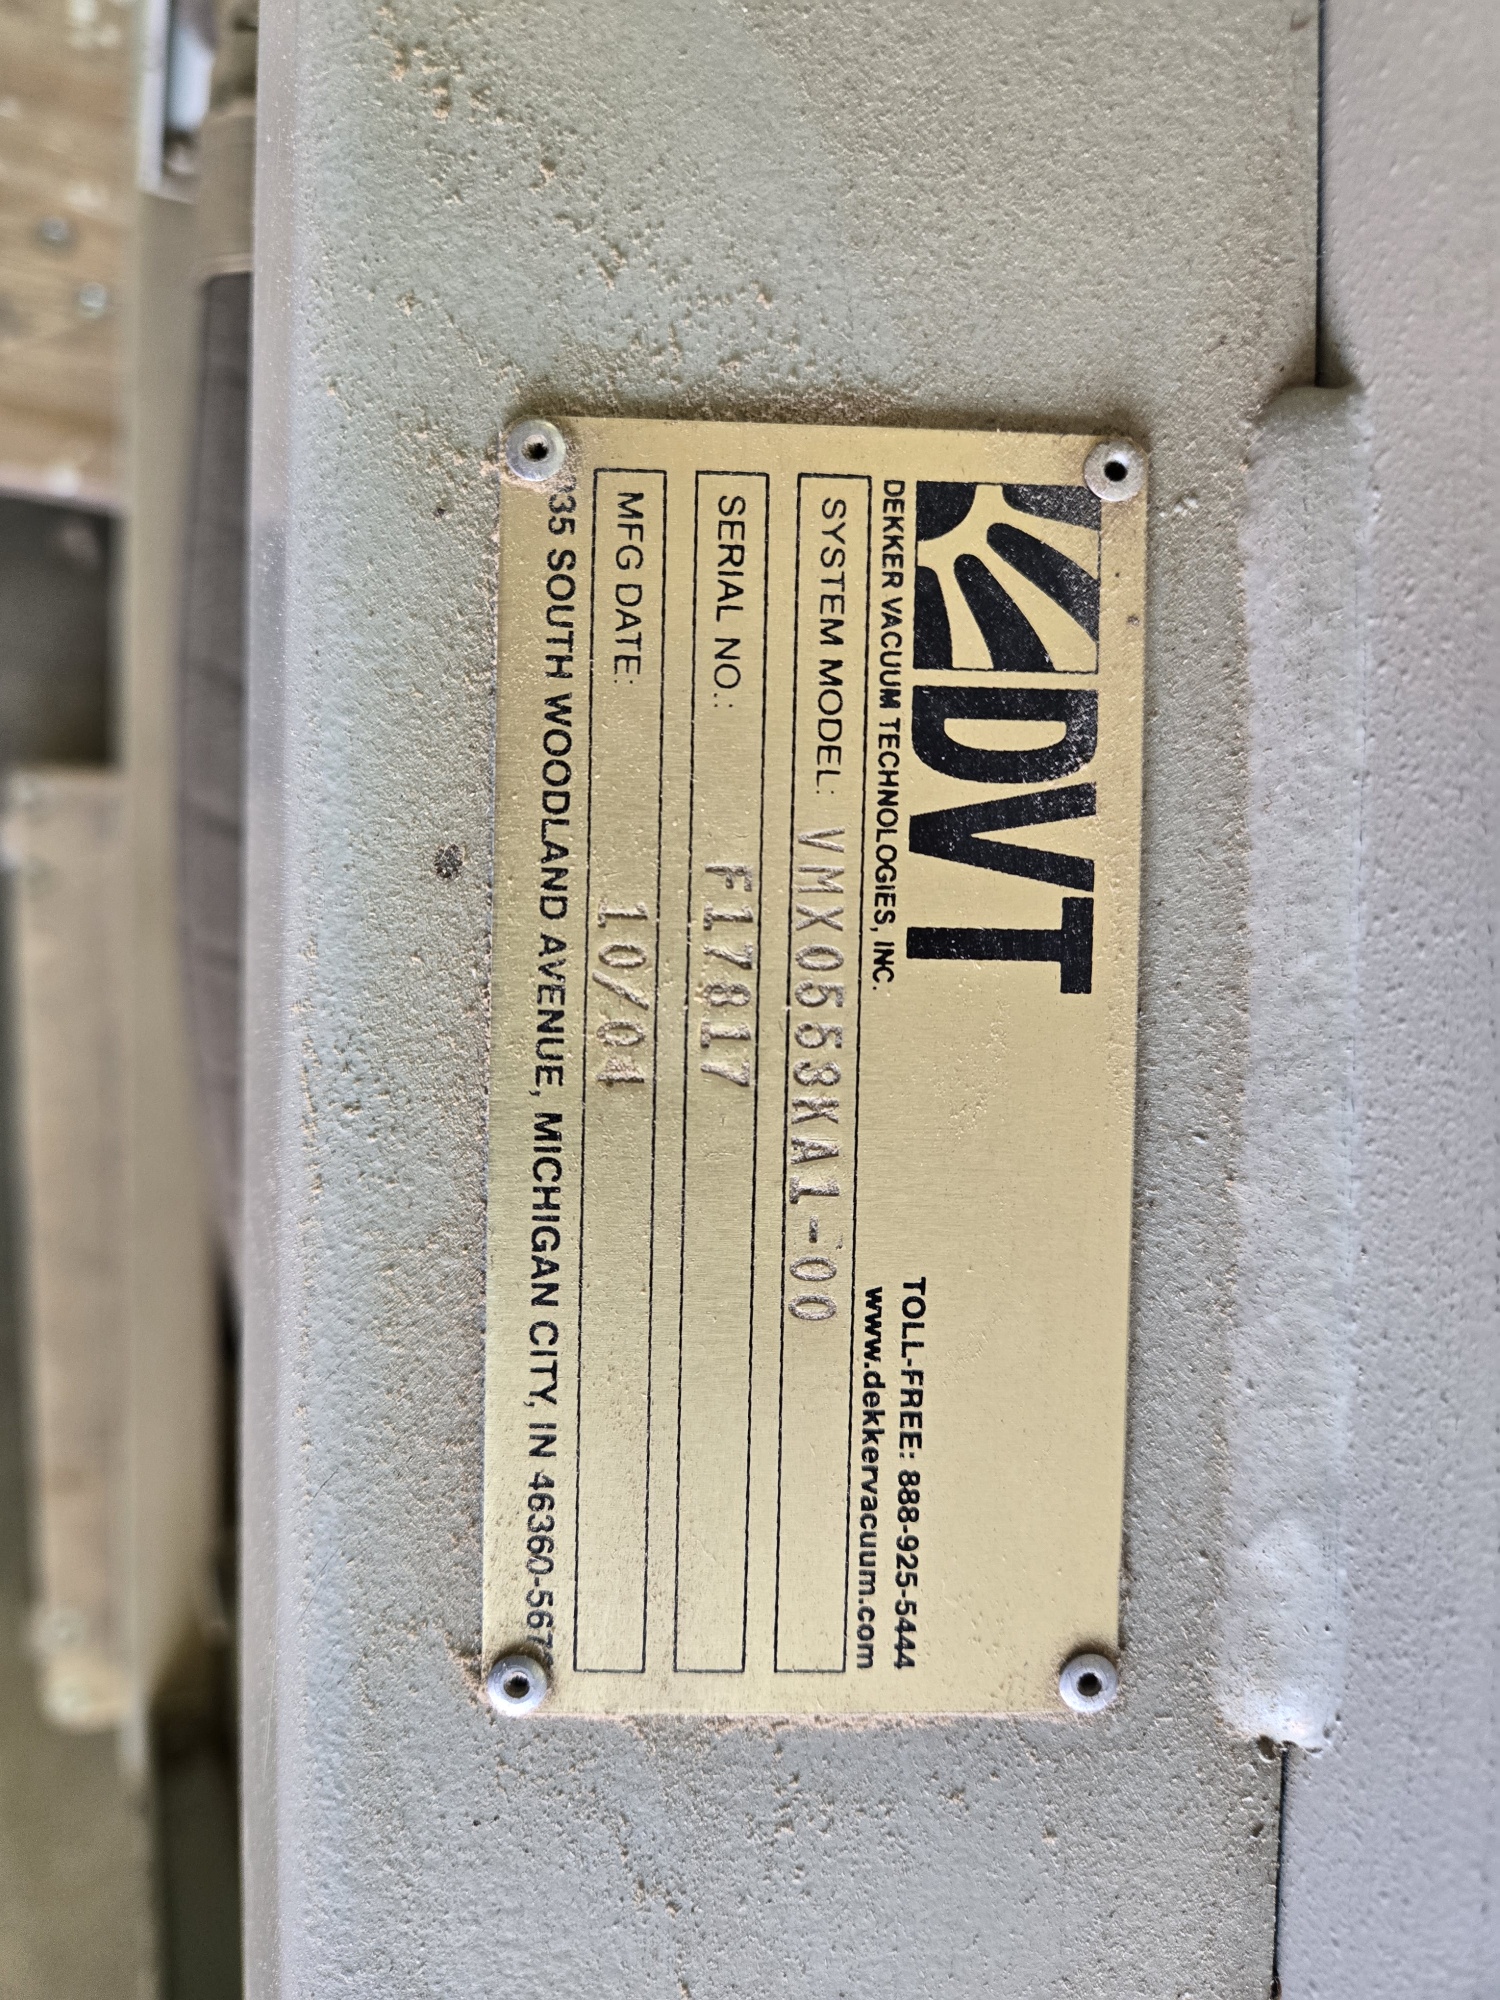 DVT
DEKKER VACUUM TECHNOLOGIES, INC.
TOLL-FREE: 888-925-5444
www.dekkervacuum.com
SYSTEM MODEL: VMX0553KA1-00
SERIAL NO.: F17817
MFG DATE: 10/04
935 SOUTH WOODLAND AVENUE, MICHIGAN CITY, IN 46360-567